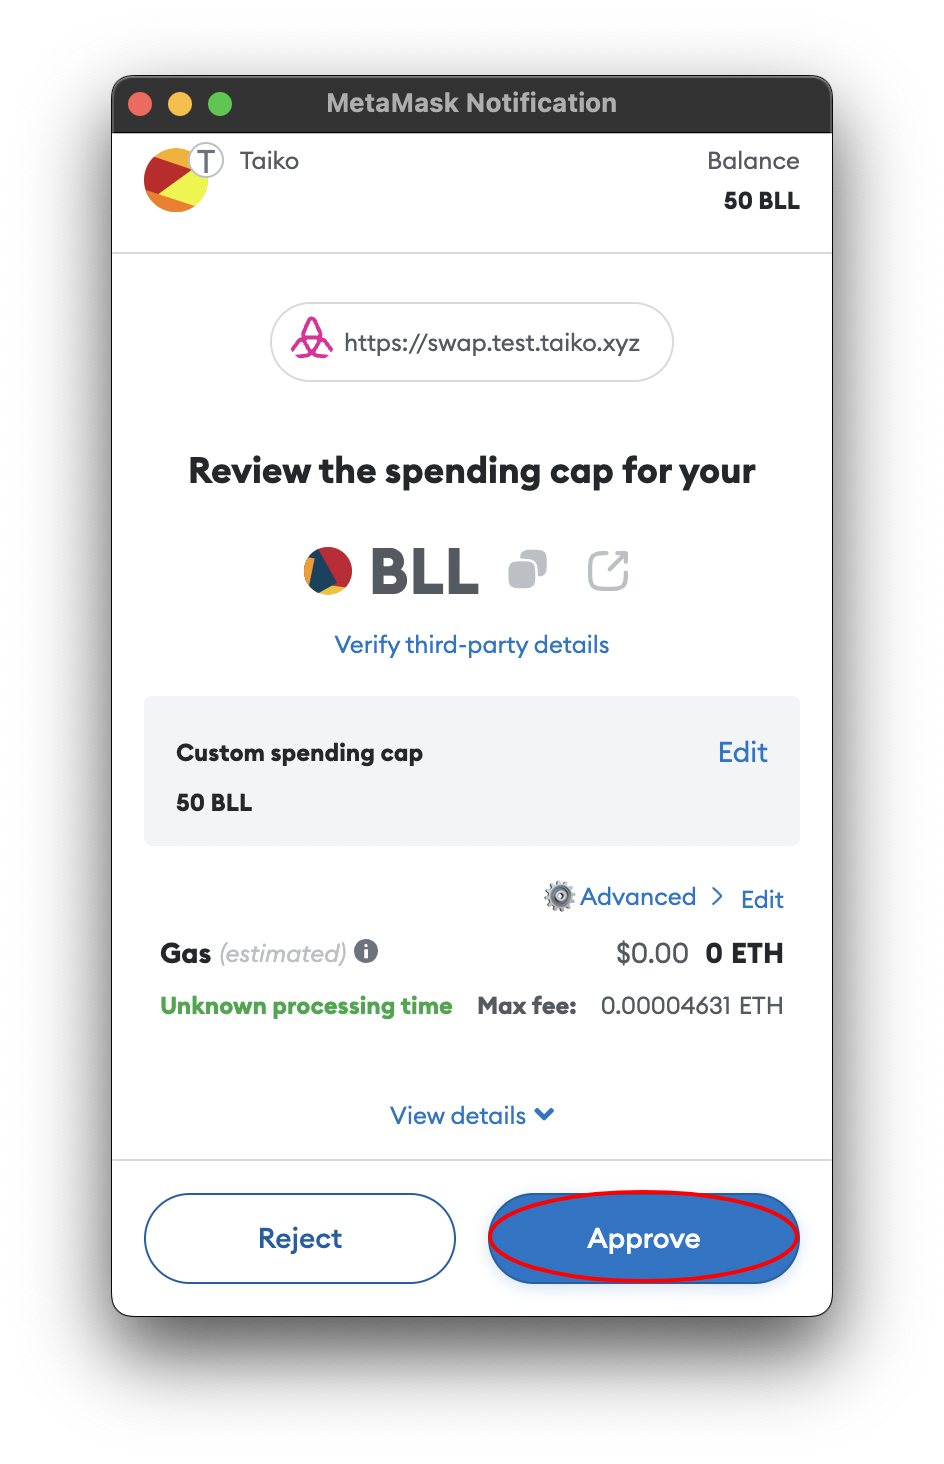 MetaMask Notification
T Taiko Balance
50 BLL
https://swap.test.taiko.xyz
Review the spending cap for your
BLL
Verify third-party details
Custom spending cap Edit
50 BLL
Advanced > Edit
Gas (estimated) i $0.00 0 ETH
Unknown processing time Max fee: 0.00004631 ETH
View details
Reject Approve